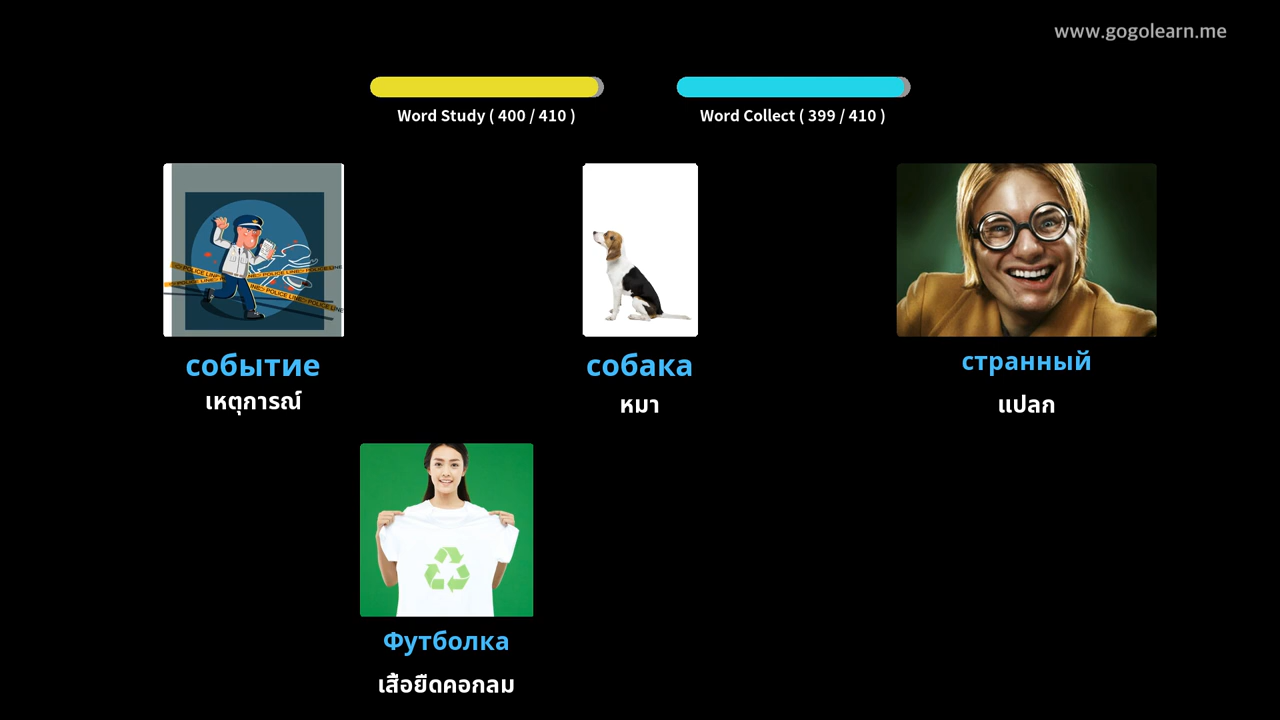 www.gogolearn.me
Word Study ( 400 / 410 )
Word Collect ( 399 / 410 )
событие
เหตุการณ์
собака
หมา
странный
แปลก
Футболка
เสื้อยืดคอกลม